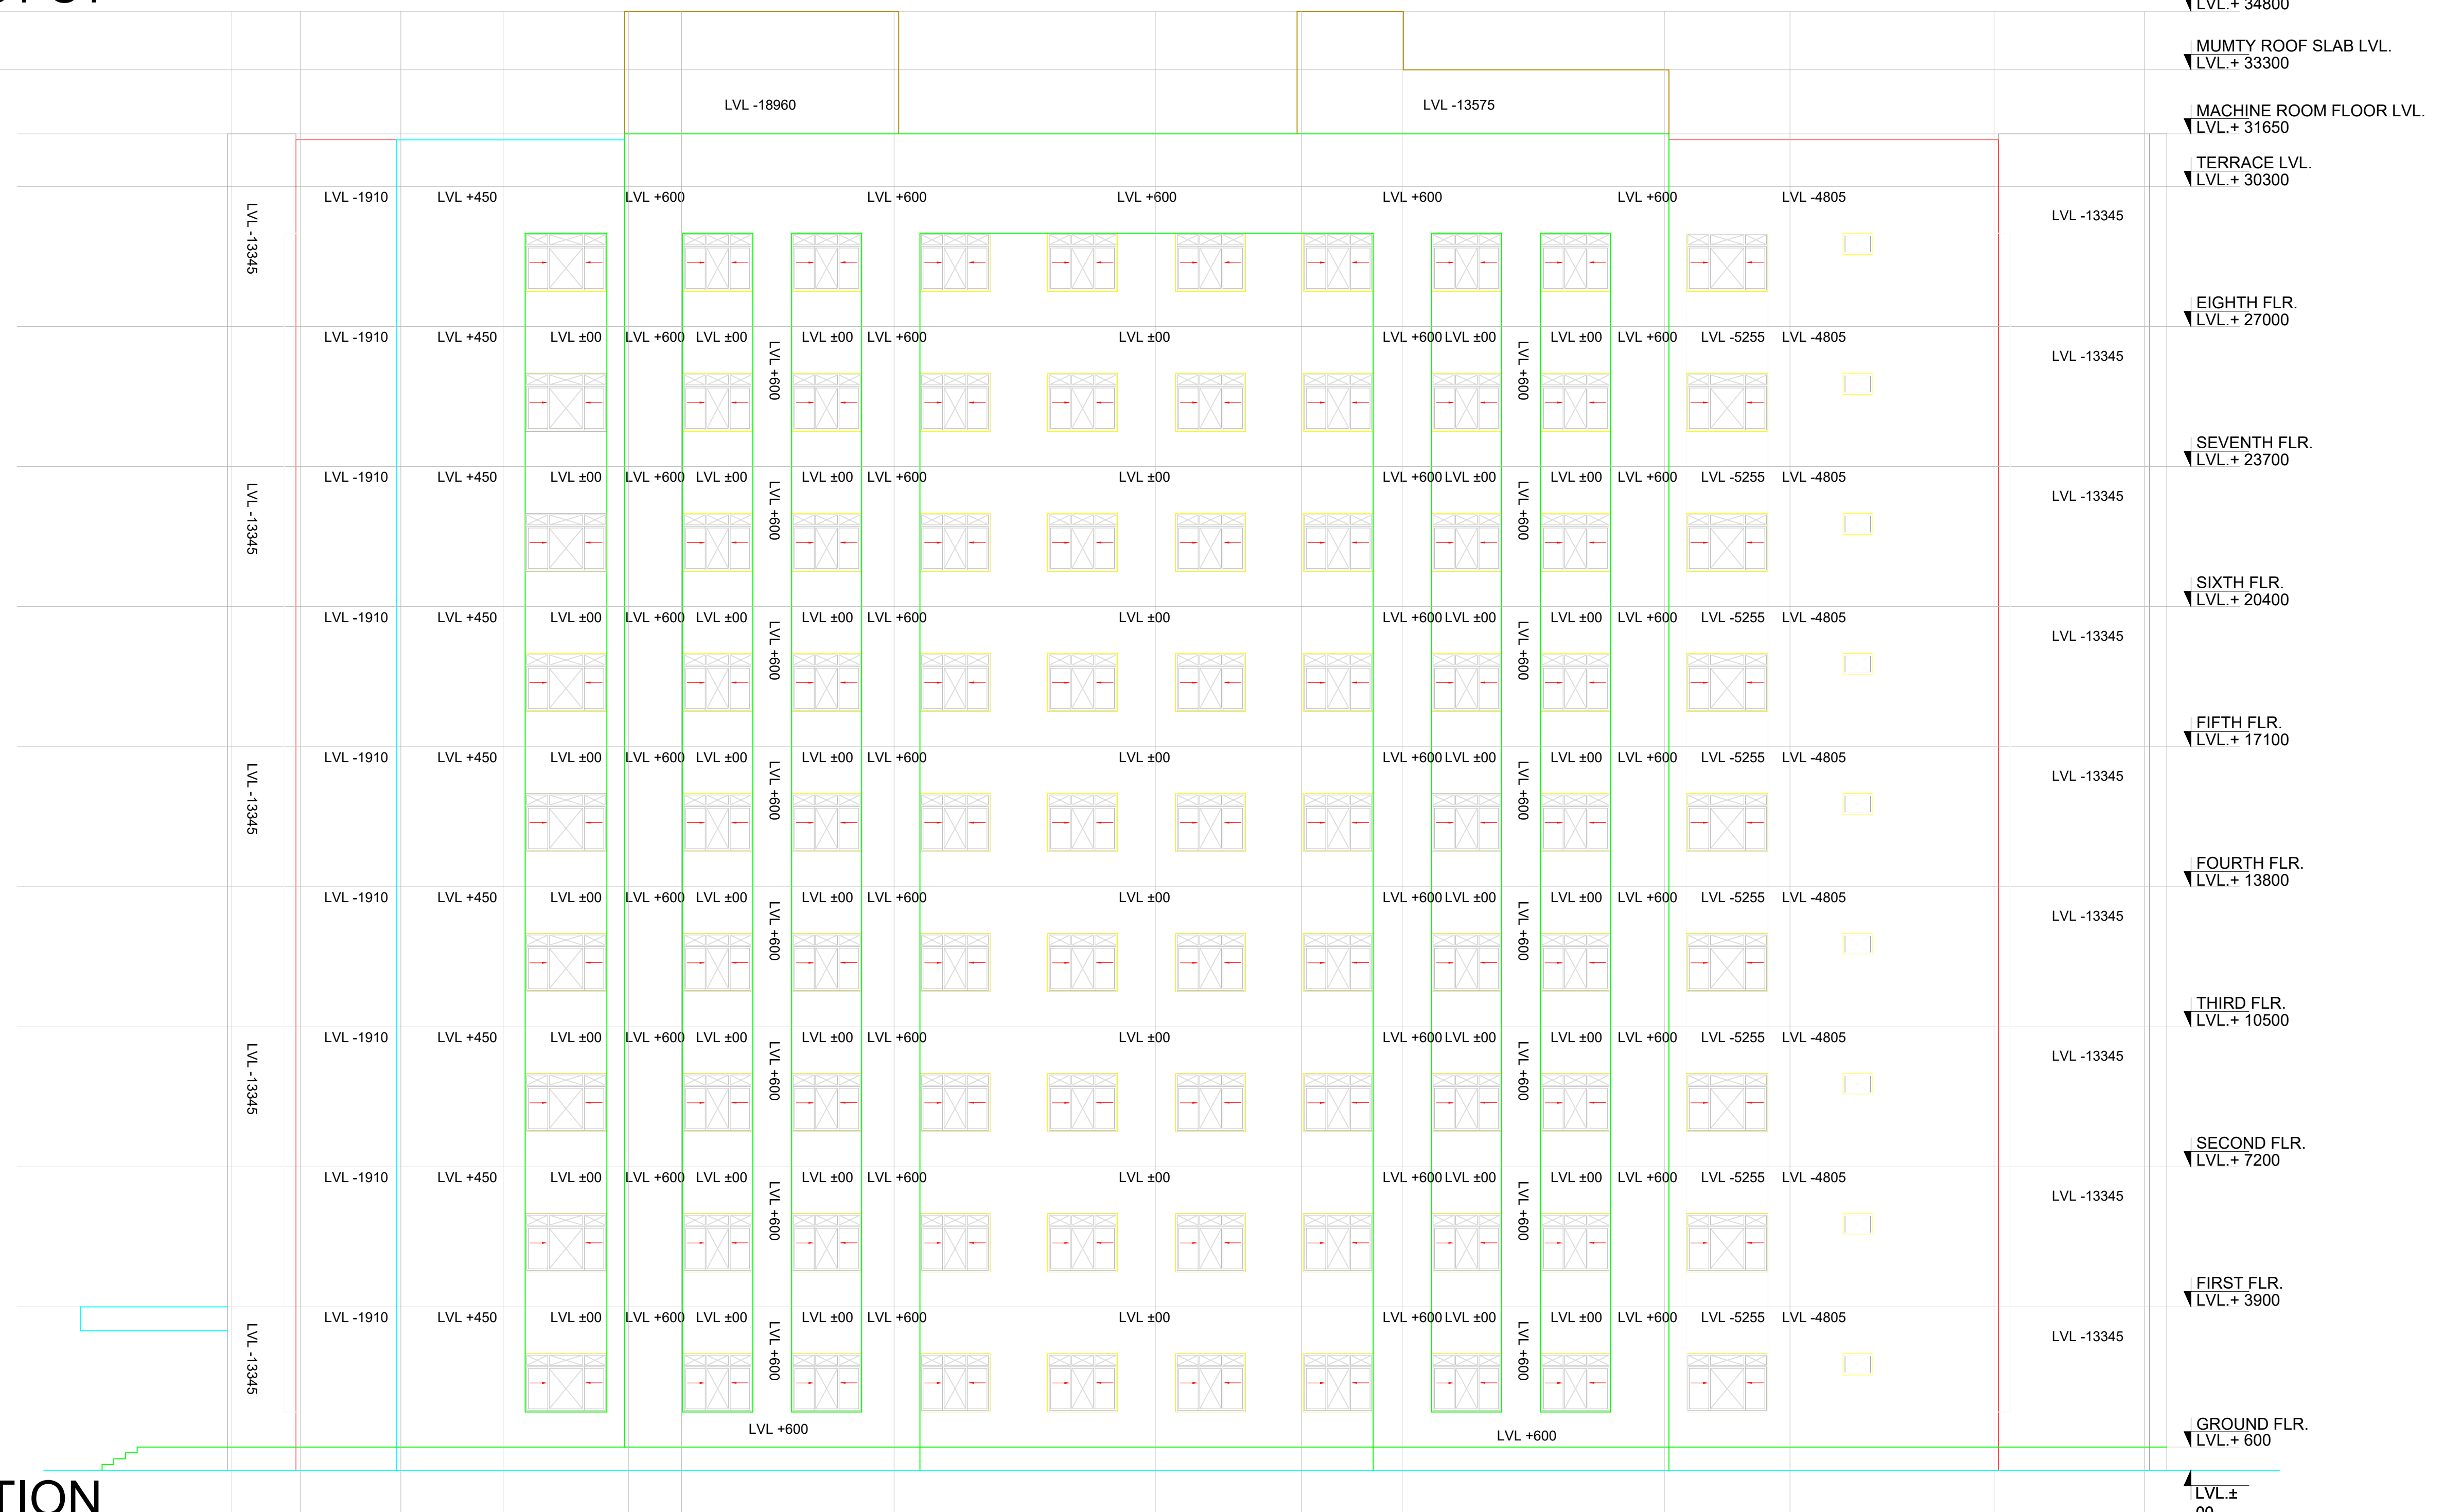 LVL.+ 34800
MUMTY ROOF SLAB LVL.
LVL.+ 33300
LVL -18960 LVL -13575
MACHINE ROOM FLOOR LVL.
LVL.+ 31650
TERRACE LVL.
LVL.+ 30300
LVL -1910 LVL +450 LVL +600 LVL +600 LVL +600 LVL +600 LVL +600 LVL -4805
LVL -13345 LVL -13345
EIGHTH FLR.
LVL.+ 27000
LVL -1910 LVL +450 LVL ±00 LVL +600 LVL ±00 LVL +600 LVL ±00 LVL +600 LVL ±00 LVL +600 LVL ±00 LVL +600 LVL ±00 LVL +600 LVL -5255 LVL -4805
LVL -13345
SEVENTH FLR.
LVL.+ 23700
LVL -1910 LVL +450 LVL ±00 LVL +600 LVL ±00 LVL +600 LVL ±00 LVL +600 LVL ±00 LVL +600 LVL ±00 LVL +600 LVL ±00 LVL +600 LVL -5255 LVL -4805
LVL -13345 LVL -13345
SIXTH FLR.
LVL.+ 20400
LVL -1910 LVL +450 LVL ±00 LVL +600 LVL ±00 LVL +600 LVL ±00 LVL +600 LVL ±00 LVL +600 LVL ±00 LVL +600 LVL ±00 LVL +600 LVL -5255 LVL -4805
LVL -13345
FIFTH FLR.
LVL.+ 17100
LVL -1910 LVL +450 LVL ±00 LVL +600 LVL ±00 LVL +600 LVL ±00 LVL +600 LVL ±00 LVL +600 LVL ±00 LVL +600 LVL ±00 LVL +600 LVL -5255 LVL -4805
LVL -13345 LVL -13345
FOURTH FLR.
LVL.+ 13800
LVL -1910 LVL +450 LVL ±00 LVL +600 LVL ±00 LVL +600 LVL ±00 LVL +600 LVL ±00 LVL +600 LVL ±00 LVL +600 LVL ±00 LVL +600 LVL -5255 LVL -4805
LVL -13345
THIRD FLR.
LVL.+ 10500
LVL -1910 LVL +450 LVL ±00 LVL +600 LVL ±00 LVL +600 LVL ±00 LVL +600 LVL ±00 LVL +600 LVL ±00 LVL +600 LVL ±00 LVL +600 LVL -5255 LVL -4805
LVL -13345 LVL -13345
SECOND FLR.
LVL.+ 7200
LVL -1910 LVL +450 LVL ±00 LVL +600 LVL ±00 LVL +600 LVL ±00 LVL +600 LVL ±00 LVL +600 LVL ±00 LVL +600 LVL ±00 LVL +600 LVL -5255 LVL -4805
LVL -13345
FIRST FLR.
LVL.+ 3900
LVL -1910 LVL +450 LVL ±00 LVL +600 LVL ±00 LVL +600 LVL ±00 LVL +600 LVL ±00 LVL +600 LVL ±00 LVL +600 LVL ±00 LVL +600 LVL -5255 LVL -4805
LVL -13345 LVL -13345
LVL +600 LVL +600
GROUND FLR.
LVL.+ 600
TION
LVL.±